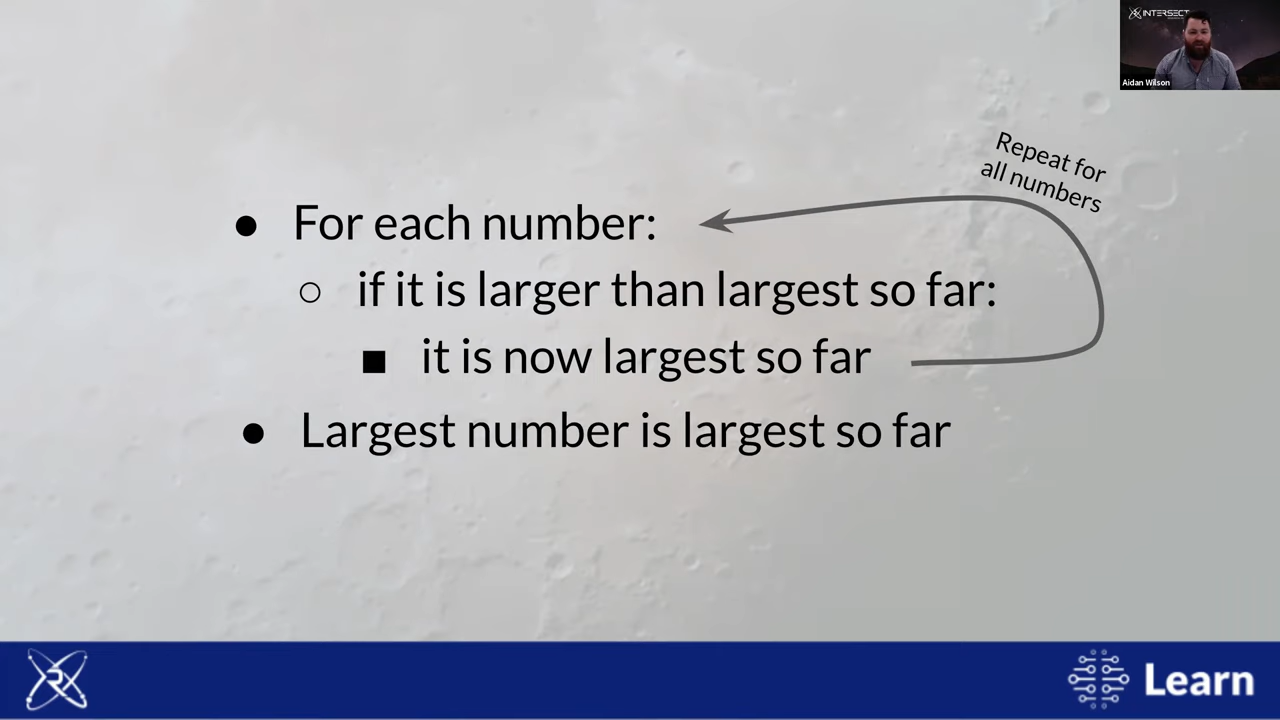 INTERSECT
Aidan Wilson
Repeat for
all numbers
● For each number:
○ if it is larger than largest so far:
■ it is now largest so far
● Largest number is largest so far
Learn